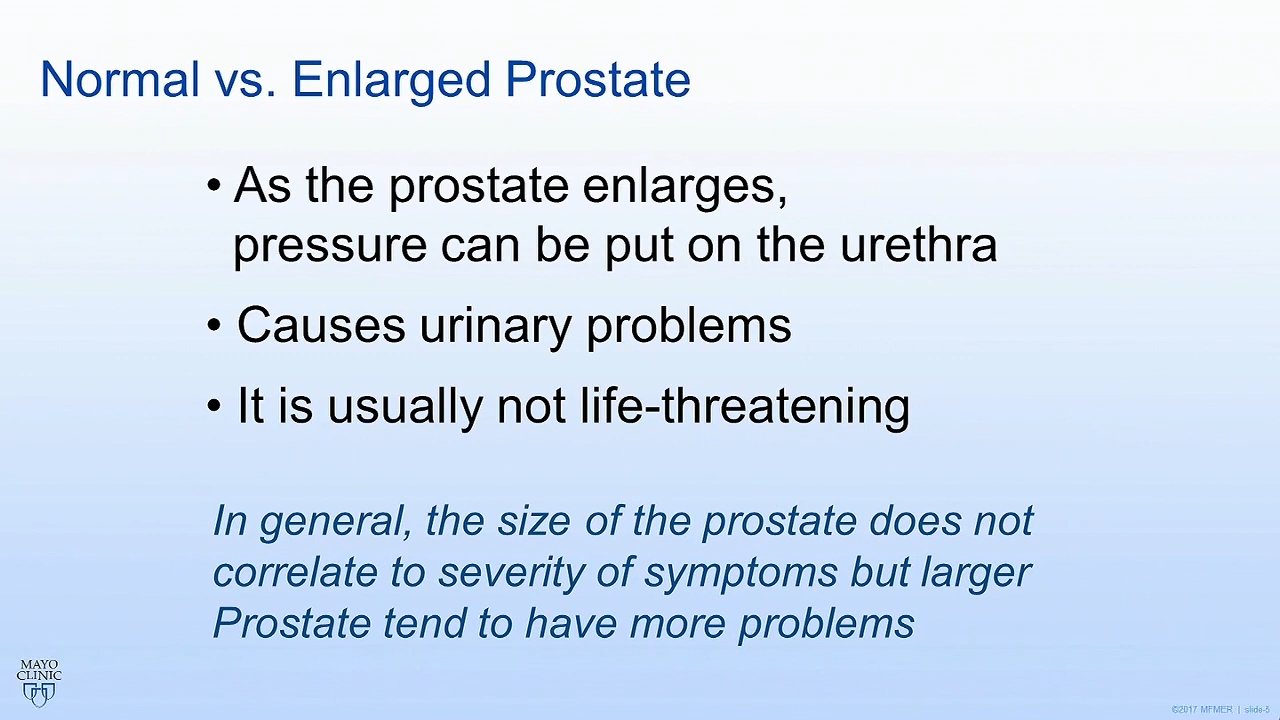 Normal vs. Enlarged Prostate
• As the prostate enlarges,
pressure can be put on the urethra
• Causes urinary problems
• It is usually not life-threatening
In general, the size of the prostate does not
correlate to severity of symptoms but larger
Prostate tend to have more problems
MAYO
CLINIC
©2017 MFMER | slide-5